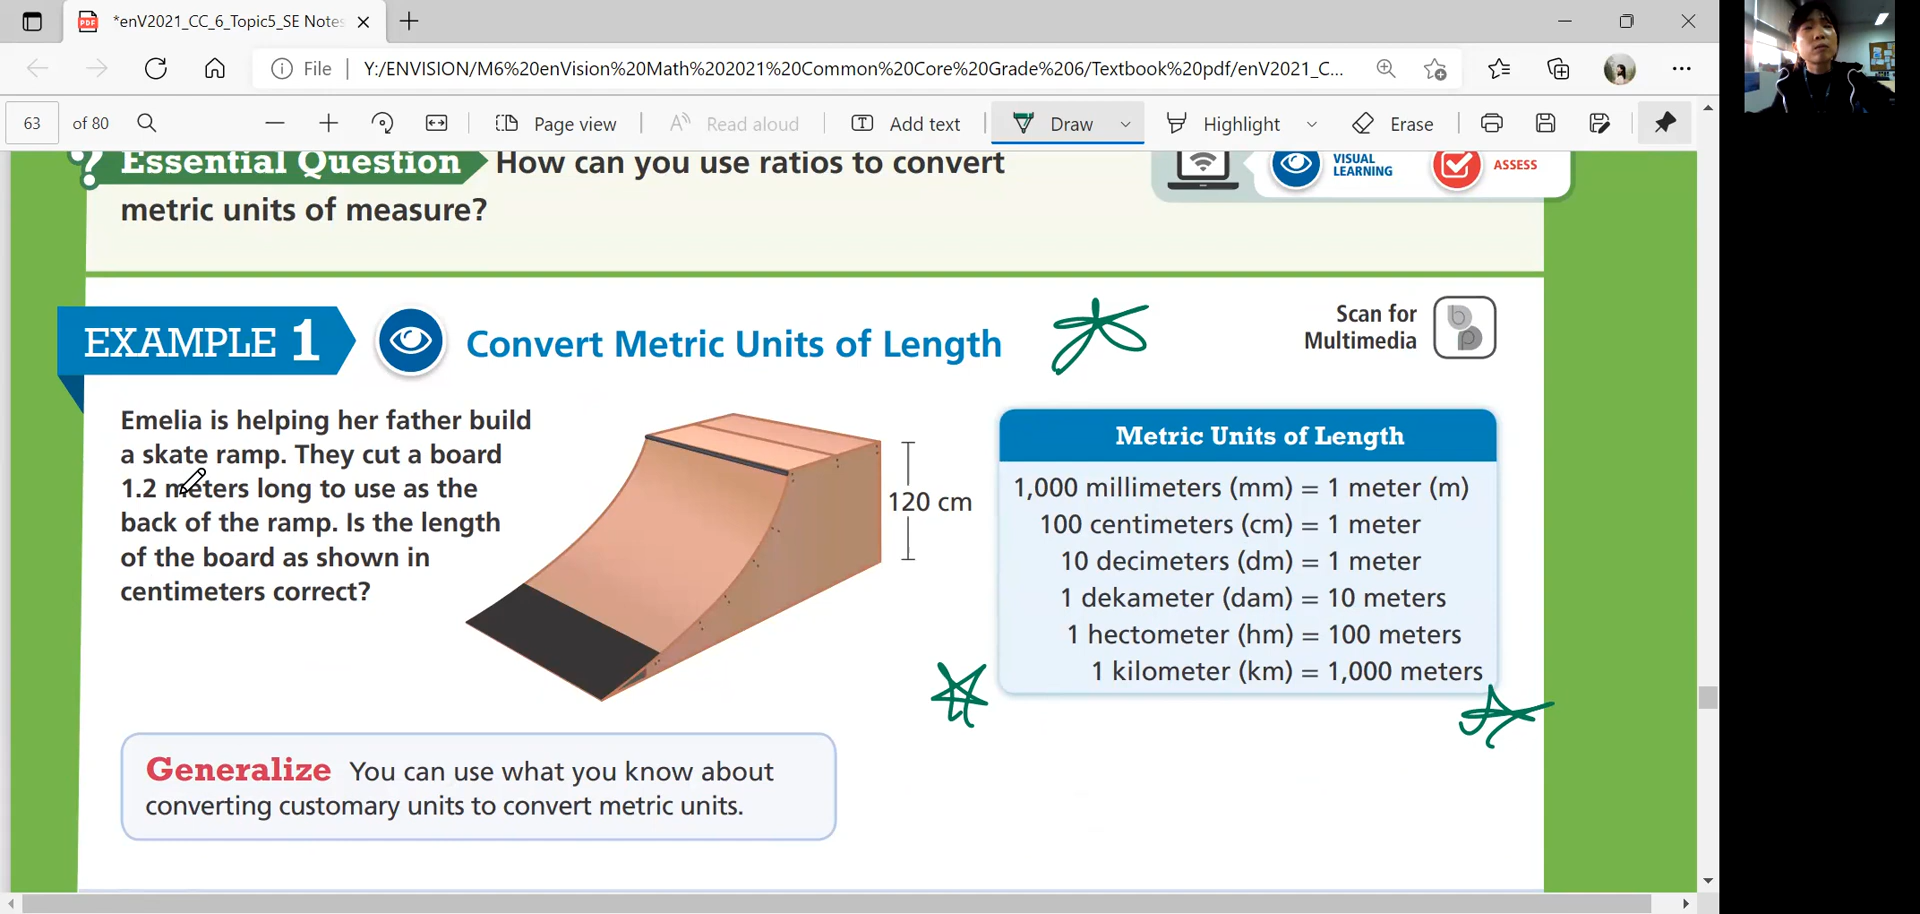 *enV2021_CC_6_Topic5_SE Notes
File
Y:/ENVISION/M6%20enVision%20Math%202021%20Common%20Core%20Grade%206/Textbook%20pdf/enV2021_C...
63 of 80
Page view
Read aloud
Add text
Draw
Highlight
Erase
Essential Question How can you use ratios to convert
metric units of measure?
VISUAL
LEARNING
ASSESS
EXAMPLE 1
Convert Metric Units of Length
Scan for
Multimedia
Emelia is helping her father build
a skate ramp. They cut a board
1.2 meters long to use as the
back of the ramp. Is the length
of the board as shown in
centimeters correct?
120 cm
Metric Units of Length
1,000 millimeters (mm) = 1 meter (m)
100 centimeters (cm) = 1 meter
10 decimeters (dm) = 1 meter
1 dekameter (dam) = 10 meters
1 hectometer (hm) = 100 meters
1 kilometer (km) = 1,000 meters
Generalize You can use what you know about
converting customary units to convert metric units.